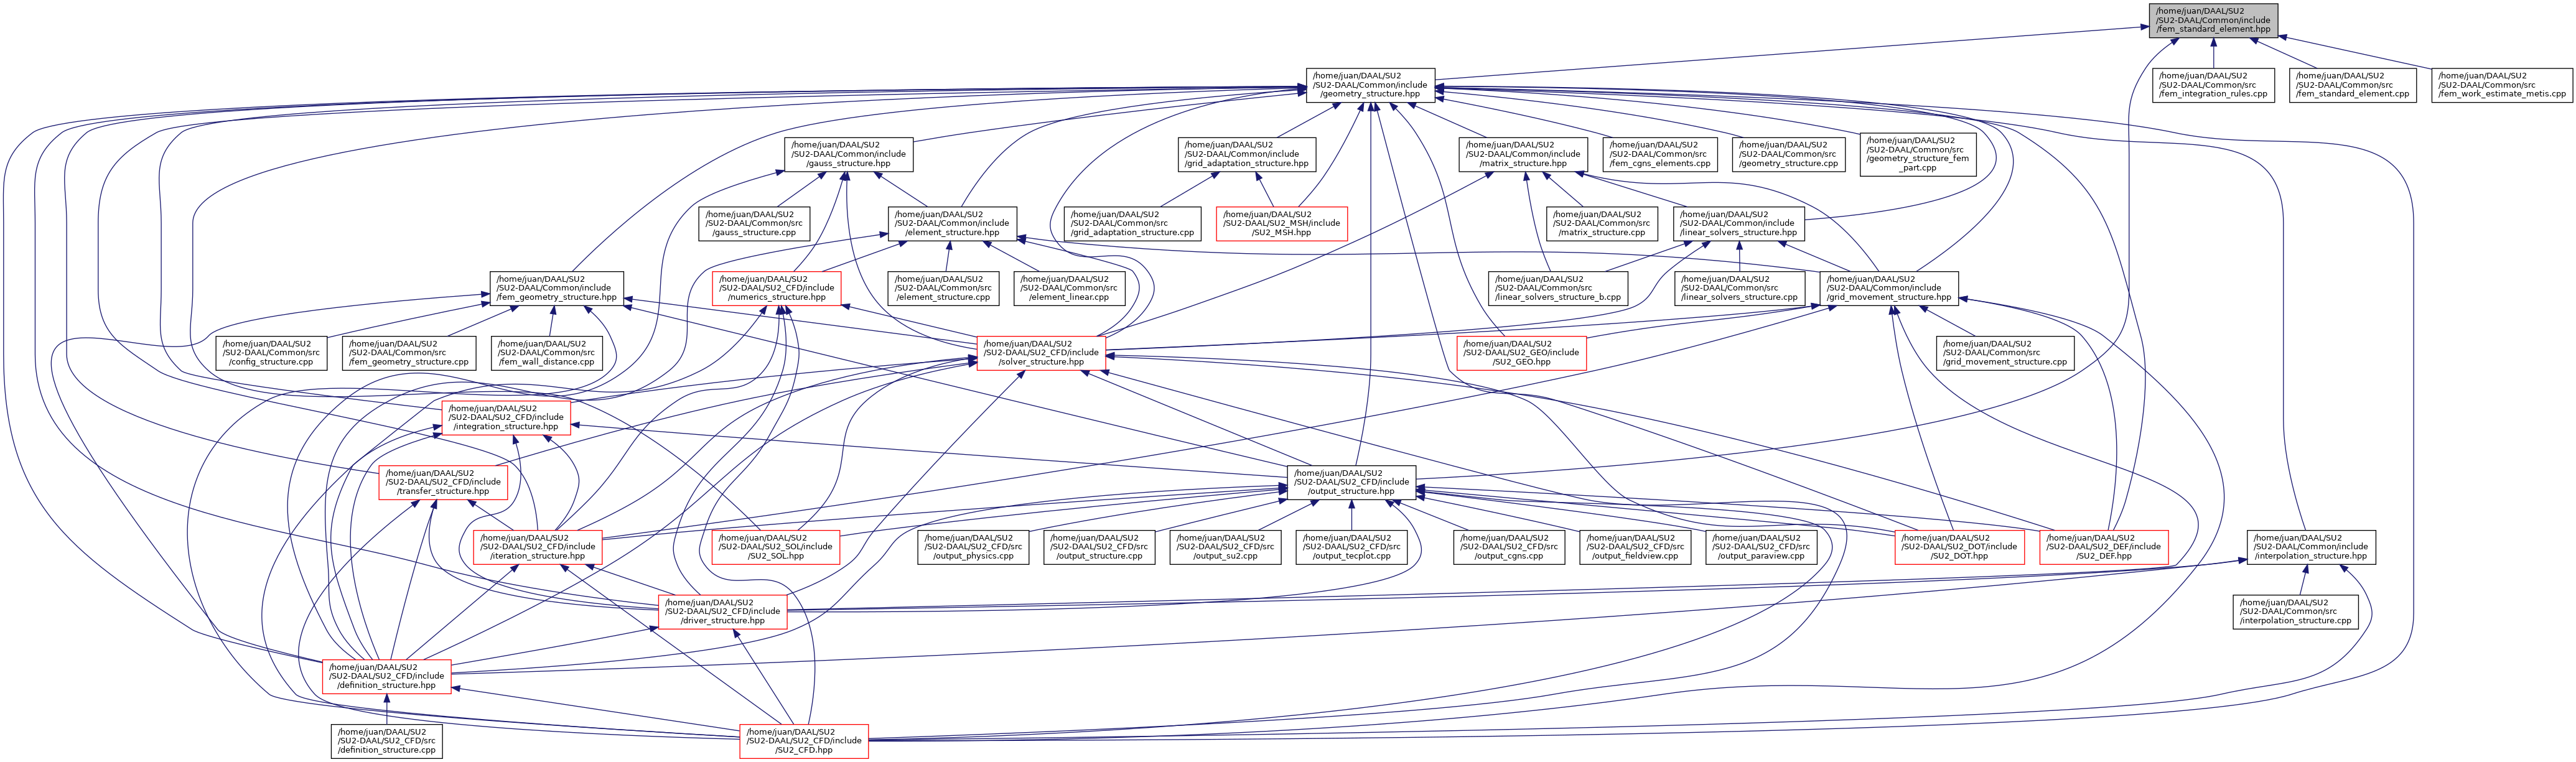 /home/juan/DAAL/SU2
/SU2-DAAL/Common/include
/fem_standard_element.hpp
/home/juan/DAAL/SU2
/SU2-DAAL/Common/include
/geometry_structure.hpp
/home/juan/DAAL/SU2
/SU2-DAAL/Common/src
/fem_integration_rules.cpp
/home/juan/DAAL/SU2
/SU2-DAAL/Common/src
/fem_standard_element.cpp
/home/juan/DAAL/SU2
/SU2-DAAL/Common/src
/fem_work_estimate_metis.cpp
/home/juan/DAAL/SU2
/SU2-DAAL/Common/include
/gauss_structure.hpp
/home/juan/DAAL/SU2
/SU2-DAAL/Common/include
/grid_adaptation_structure.hpp
/home/juan/DAAL/SU2
/SU2-DAAL/Common/include
/matrix_structure.hpp
/home/juan/DAAL/SU2
/SU2-DAAL/Common/src
/fem_cgns_elements.cpp
/home/juan/DAAL/SU2
/SU2-DAAL/Common/src
/geometry_structure.cpp
/home/juan/DAAL/SU2
/SU2-DAAL/Common/src
/geometry_structure_fem
_part.cpp
/home/juan/DAAL/SU2
/SU2-DAAL/Common/src
/gauss_structure.cpp
/home/juan/DAAL/SU2
/SU2-DAAL/Common/include
/element_structure.hpp
/home/juan/DAAL/SU2
/SU2-DAAL/Common/src
/grid_adaptation_structure.cpp
/home/juan/DAAL/SU2
/SU2-DAAL/SU2_MSH/include
/SU2_MSH.hpp
/home/juan/DAAL/SU2
/SU2-DAAL/Common/src
/matrix_structure.cpp
/home/juan/DAAL/SU2
/SU2-DAAL/Common/include
/linear_solvers_structure.hpp
/home/juan/DAAL/SU2
/SU2-DAAL/Common/include
/fem_geometry_structure.hpp
/home/juan/DAAL/SU2
/SU2-DAAL/SU2_CFD/include
/numerics_structure.hpp
/home/juan/DAAL/SU2
/SU2-DAAL/Common/src
/element_structure.cpp
/home/juan/DAAL/SU2
/SU2-DAAL/Common/src
/element_linear.cpp
/home/juan/DAAL/SU2
/SU2-DAAL/Common/src
/linear_solvers_structure_b.cpp
/home/juan/DAAL/SU2
/SU2-DAAL/Common/src
/linear_solvers_structure.cpp
/home/juan/DAAL/SU2
/SU2-DAAL/Common/include
/grid_movement_structure.hpp
/home/juan/DAAL/SU2
/SU2-DAAL/Common/src
/config_structure.cpp
/home/juan/DAAL/SU2
/SU2-DAAL/Common/src
/fem_geometry_structure.cpp
/home/juan/DAAL/SU2
/SU2-DAAL/Common/src
/fem_wall_distance.cpp
/home/juan/DAAL/SU2
/SU2-DAAL/SU2_CFD/include
/solver_structure.hpp
/home/juan/DAAL/SU2
/SU2-DAAL/SU2_GEO/include
/SU2_GEO.hpp
/home/juan/DAAL/SU2
/SU2-DAAL/Common/src
/grid_movement_structure.cpp
/home/juan/DAAL/SU2
/SU2-DAAL/SU2_CFD/include
/integration_structure.hpp
/home/juan/DAAL/SU2
/SU2-DAAL/SU2_CFD/include
/transfer_structure.hpp
/home/juan/DAAL/SU2
/SU2-DAAL/SU2_CFD/include
/output_structure.hpp
/home/juan/DAAL/SU2
/SU2-DAAL/SU2_CFD/include
/iteration_structure.hpp
/home/juan/DAAL/SU2
/SU2-DAAL/SU2_SOL/include
/SU2_SOL.hpp
/home/juan/DAAL/SU2
/SU2-DAAL/SU2_CFD/src
/output_physics.cpp
/home/juan/DAAL/SU2
/SU2-DAAL/SU2_CFD/src
/output_structure.cpp
/home/juan/DAAL/SU2
/SU2-DAAL/SU2_CFD/src
/output_su2.cpp
/home/juan/DAAL/SU2
/SU2-DAAL/SU2_CFD/src
/output_tecplot.cpp
/home/juan/DAAL/SU2
/SU2-DAAL/SU2_CFD/src
/output_cgns.cpp
/home/juan/DAAL/SU2
/SU2-DAAL/SU2_CFD/src
/output_fieldview.cpp
/home/juan/DAAL/SU2
/SU2-DAAL/SU2_CFD/src
/output_paraview.cpp
/home/juan/DAAL/SU2
/SU2-DAAL/SU2_DOT/include
/SU2_DOT.hpp
/home/juan/DAAL/SU2
/SU2-DAAL/SU2_DEF/include
/SU2_DEF.hpp
/home/juan/DAAL/SU2
/SU2-DAAL/Common/include
/interpolation_structure.hpp
/home/juan/DAAL/SU2
/SU2-DAAL/SU2_CFD/include
/driver_structure.hpp
/home/juan/DAAL/SU2
/SU2-DAAL/Common/src
/interpolation_structure.cpp
/home/juan/DAAL/SU2
/SU2-DAAL/SU2_CFD/include
/definition_structure.hpp
/home/juan/DAAL/SU2
/SU2-DAAL/SU2_CFD/src
/definition_structure.cpp
/home/juan/DAAL/SU2
/SU2-DAAL/SU2_CFD/include
/SU2_CFD.hpp